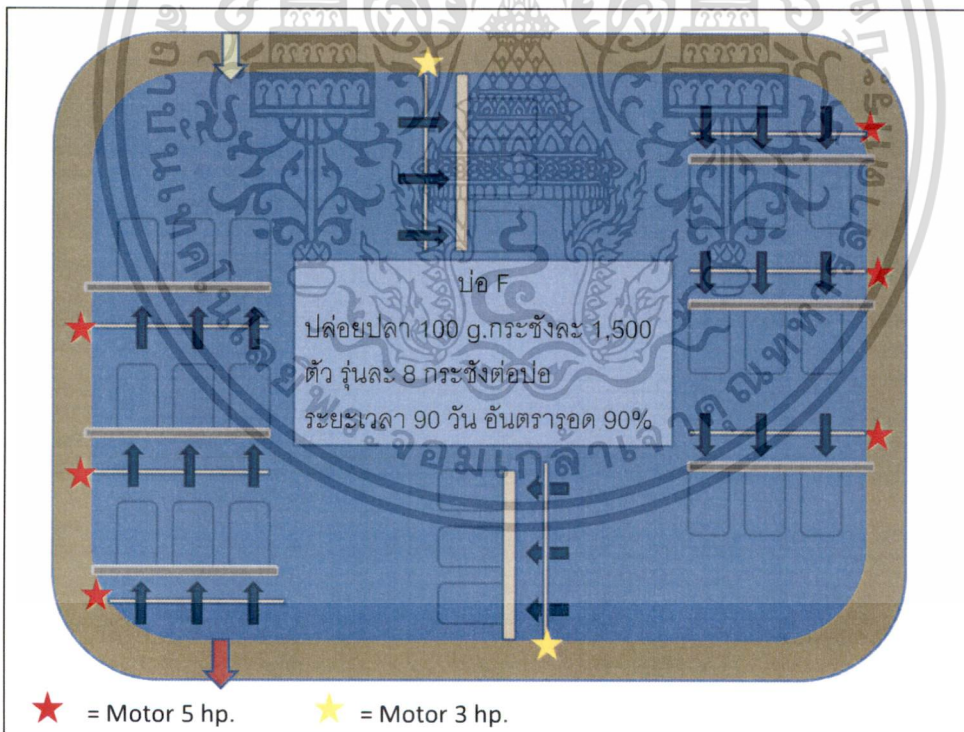 บ่อ F
ปล่อยปลา 100 g.กระชังละ 1,500
ตัว รุ่นละ 8 กระชังต่อบ่อ
ระยะเวลา 90 วัน อันตรารอด 90%
= Motor 5 hp. = Motor 3 hp.